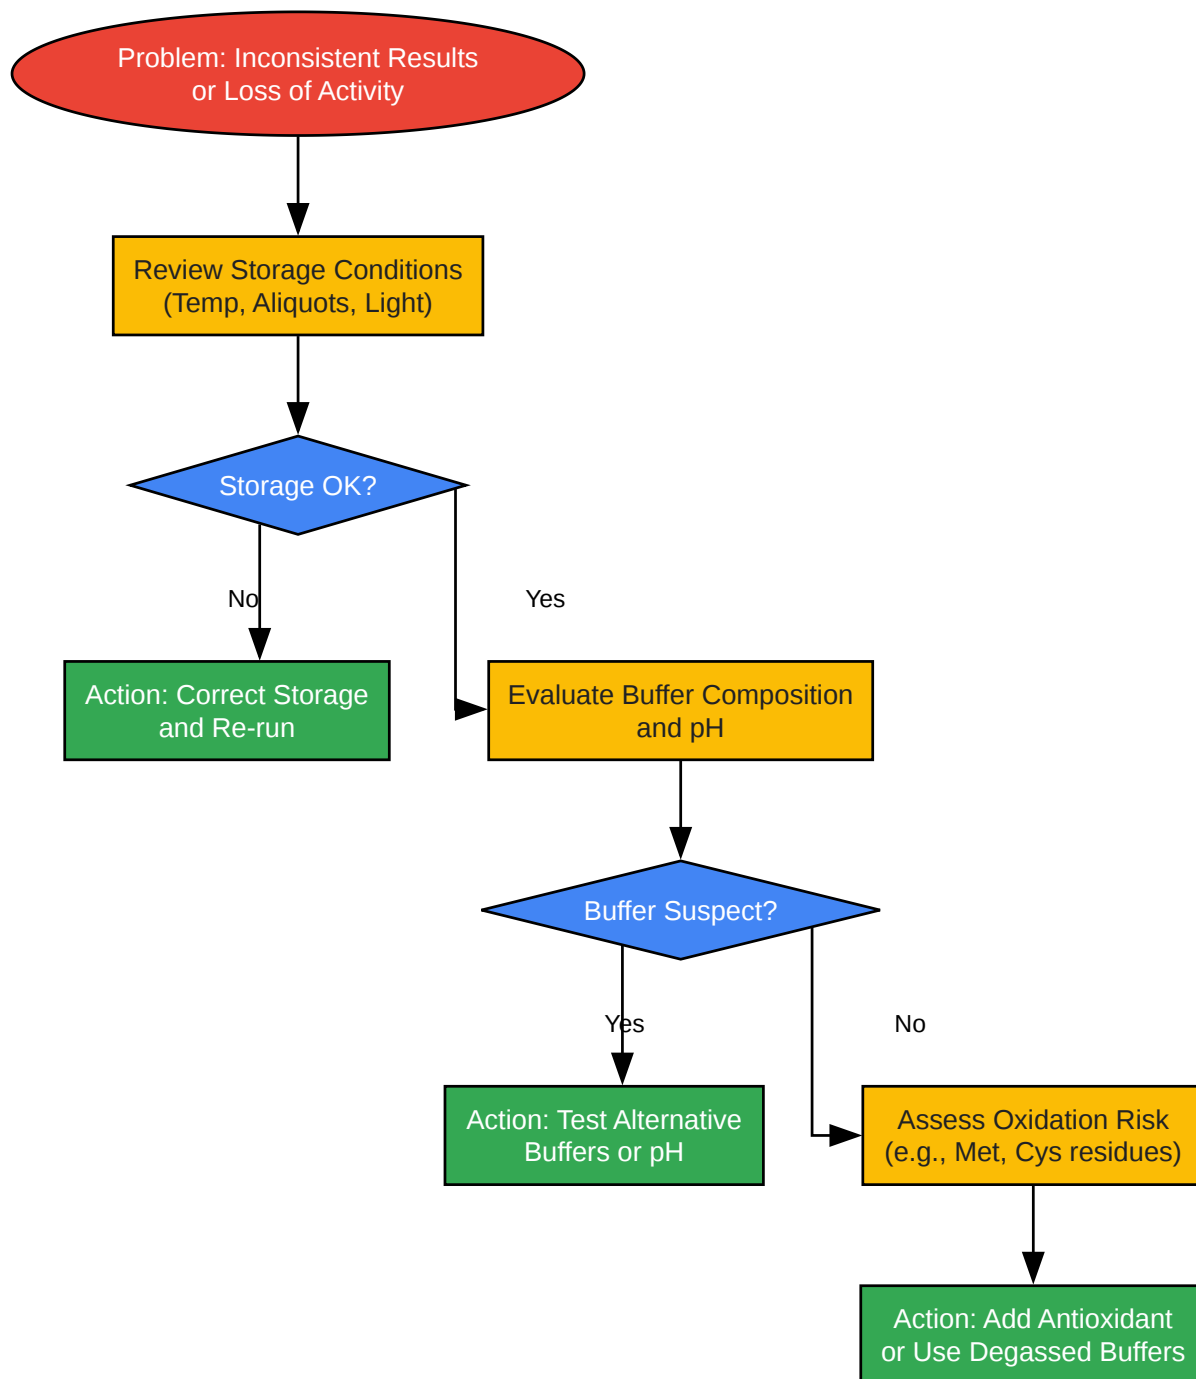 Problem: Inconsistent Results
or Loss of Activity
Review Storage Conditions
(Temp, Aliquots, Light)
Storage OK?
No
Yes
Action: Correct Storage
and Re-run
Evaluate Buffer Composition
and pH
Buffer Suspect?
Yes
No
Action: Test Alternative
Buffers or pH
Assess Oxidation Risk
(e.g., Met, Cys residues)
Action: Add Antioxidant
or Use Degassed Buffers